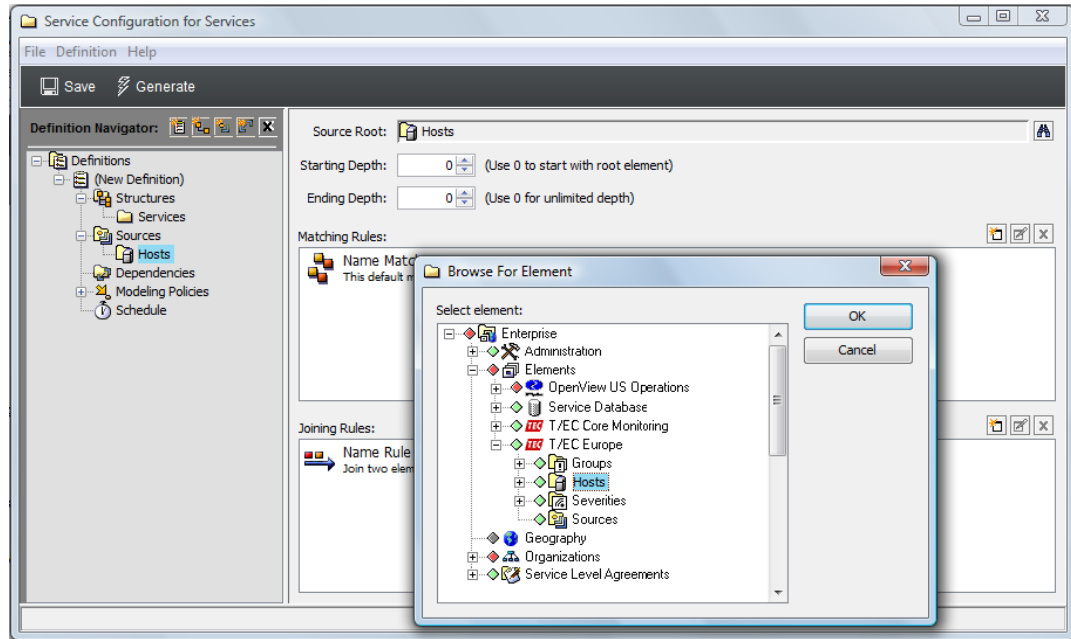 Service Configuration for Services
File Definition Help
Save Generate
Definition Navigator:
Definitions
(New Definition)
Structures
Services
Sources
Hosts
Dependencies
Modeling Policies
Schedule
Source Root: Hosts
Starting Depth: 0 (Use 0 to start with root element)
Ending Depth: 0 (Use 0 for unlimited depth)
Matching Rules:
Name Matc
This default m
Joining Rules:
Name Rule
Join two elem
Browse For Element
Select element:
Enterprise
Administration
Elements
OpenView US Operations
Service Database
TEC T/EC Core Monitoring
TEC T/EC Europe
Groups
Hosts
Severities
Sources
Geography
Organizations
Service Level Agreements
OK
Cancel